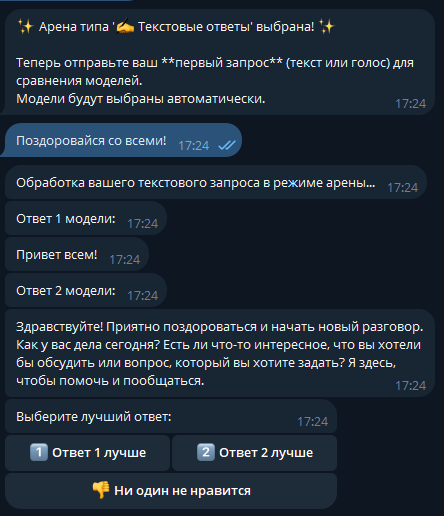 ✨ Арена типа '✍️ Текстовые ответы' выбрана! ✨
Теперь отправьте ваш **первый запрос** (текст или голос) для
сравнения моделей.
Модели будут выбраны автоматически.
17:24
Поздоровайся со всеми!
17:24
Обработка вашего текстового запроса в режиме арены...
17:24
Ответ 1 модели:
17:24
Привет всем!
17:24
Ответ 2 модели:
17:24
Здравствуйте! Приятно поздороваться и начать новый разговор.
Как у вас дела сегодня? Есть ли что-то интересное, что вы хотели
бы обсудить или вопрос, который вы хотите задать? Я здесь,
чтобы помочь и пообщаться.
17:24
Выберите лучший ответ:
17:24
1️⃣ Ответ 1 лучше
2️⃣ Ответ 2 лучше
👎 Ни один не нравится